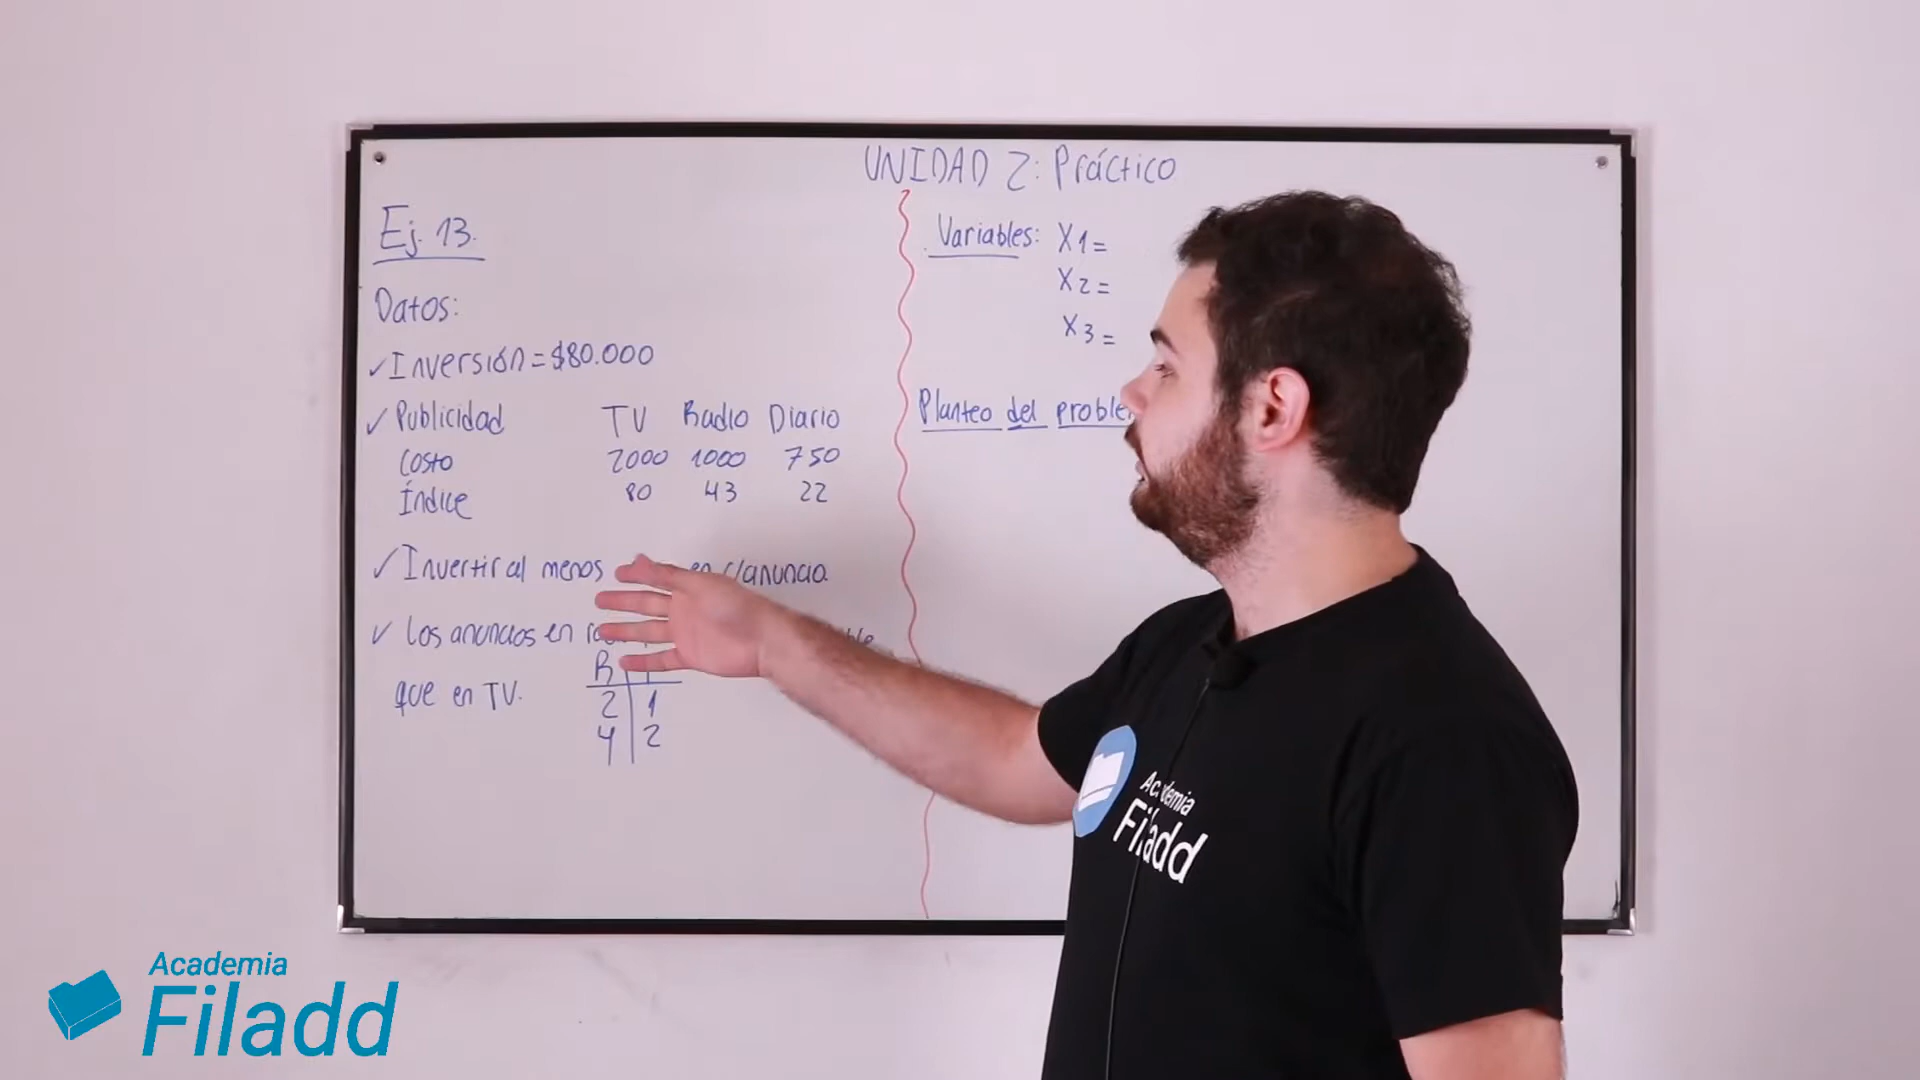 UNIDAD 2: Práctico
Ej. 13.
Datos:
✓ Inversión = $80.000
✓ Publicidad TV Radio Diario
Costo 2000 1000 750
Índice 80 43 22
✓ Invertir al menos en c/anuncio.
✓ Los anuncios en
que en TV.
R
2 1
4 2
Variables: X1 =
X2 =
X3 =
Planteo del
Academia
Filadd
Academia
Filadd